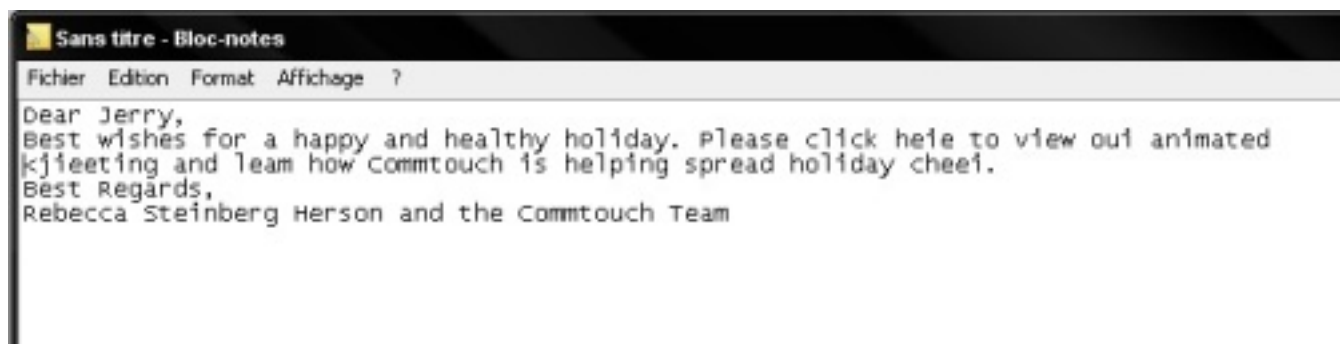 Sans titre - Bloc-notes
Fichier Edition Format Affichage ?
Dear Jerry,
Best wishes for a happy and healthy holiday. Please click heie to view oui animated
kjieeting and leam how Commtouch is helping spread holiday cheei.
Best Regards,
Rebecca Steinberg Herson and the Commtouch Team